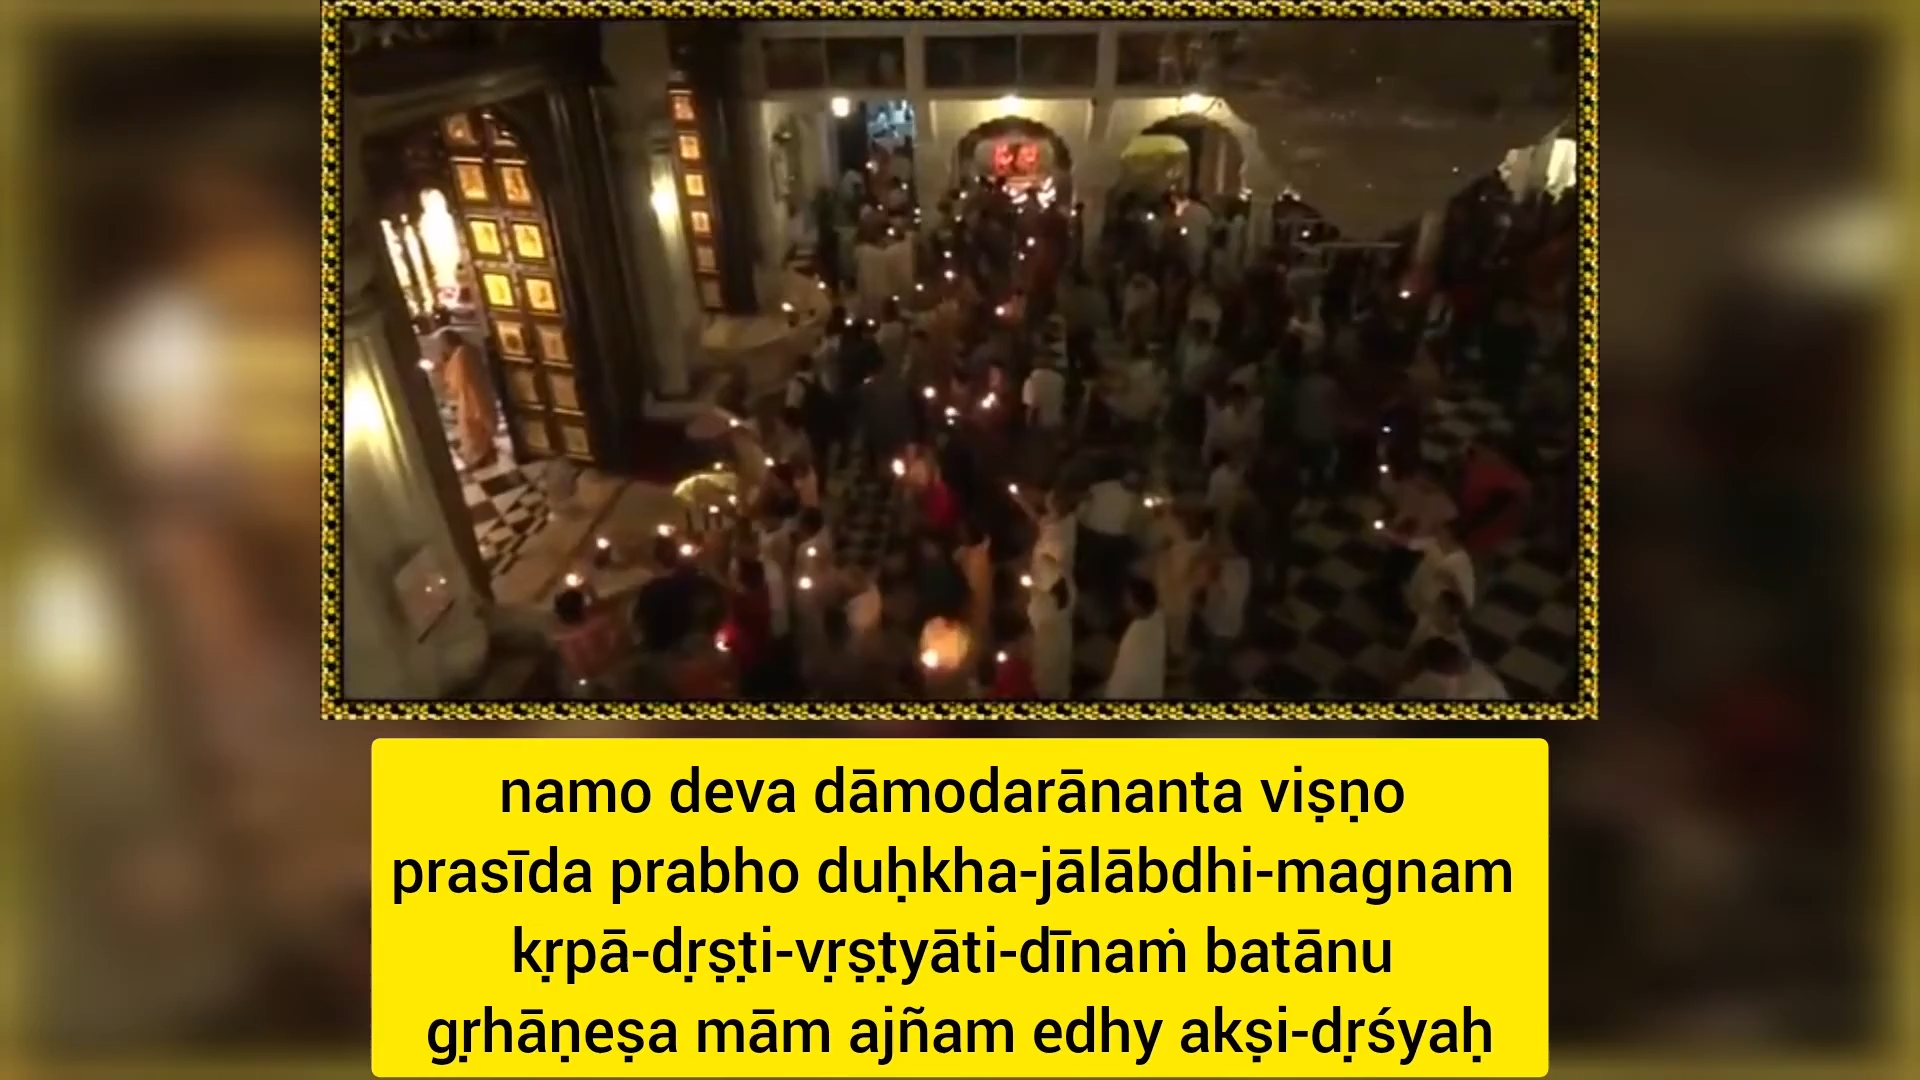 namo deva dāmodarānanta viṣṇo
prasīda prabho duḥkha-jālābdhi-magnam
kṛpā-dṛṣṭi-vṛṣṭyāti-dīnaṁ batānu
gṛhāṇeṣa mām ajñam edhy akṣi-dṛśyaḥ